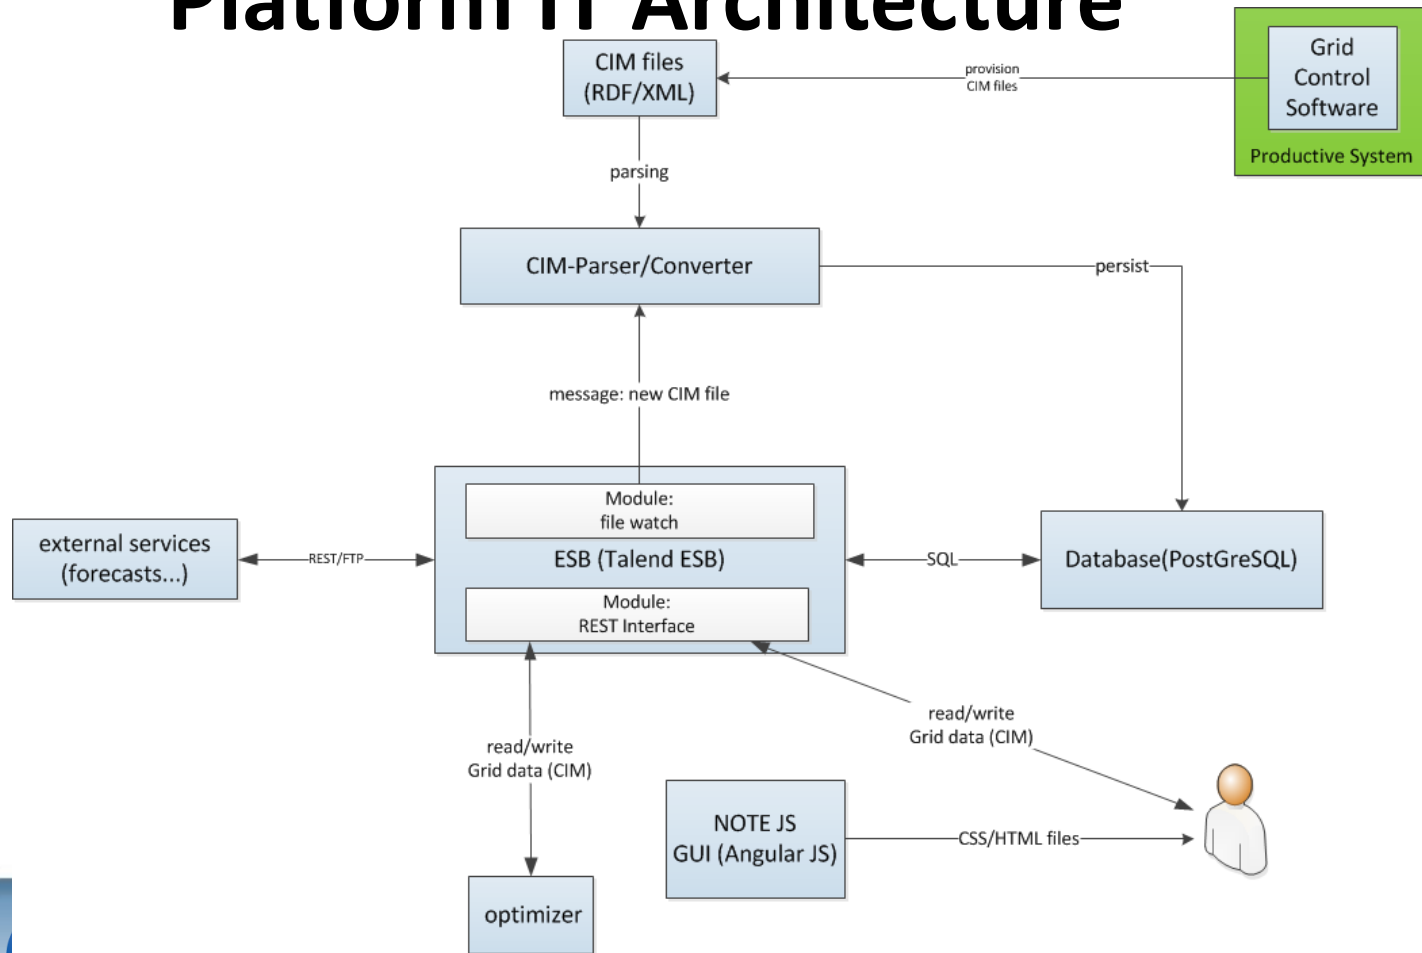 Platform IT Architecture
CIM files
(RDF/XML)
provision
CIM files
Grid
Control
Software
Productive System
parsing
CIM-Parser/Converter
persist
message: new CIM file
Module:
file watch
external services
(forecasts...)
REST/FTP
ESB (Talend ESB)
SQL
Database(PostGreSQL)
Module:
REST Interface
read/write
Grid data (CIM)
read/write
Grid data (CIM)
NOTE JS
GUI (Angular JS)
CSS/HTML files
optimizer